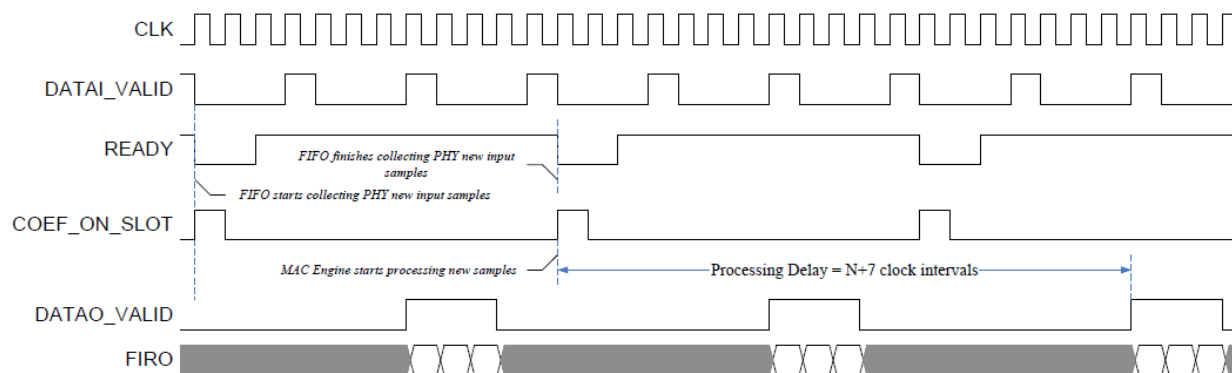 CLK
DATAI_VALID
READY
FIFO finishes collecting PHY new input
samples
FIFO starts collecting PHY new input samples
COEF_ON_SLOT
MAC Engine starts processing new samples
Processing Delay = N+7 clock intervals
DATAO_VALID
FIRO